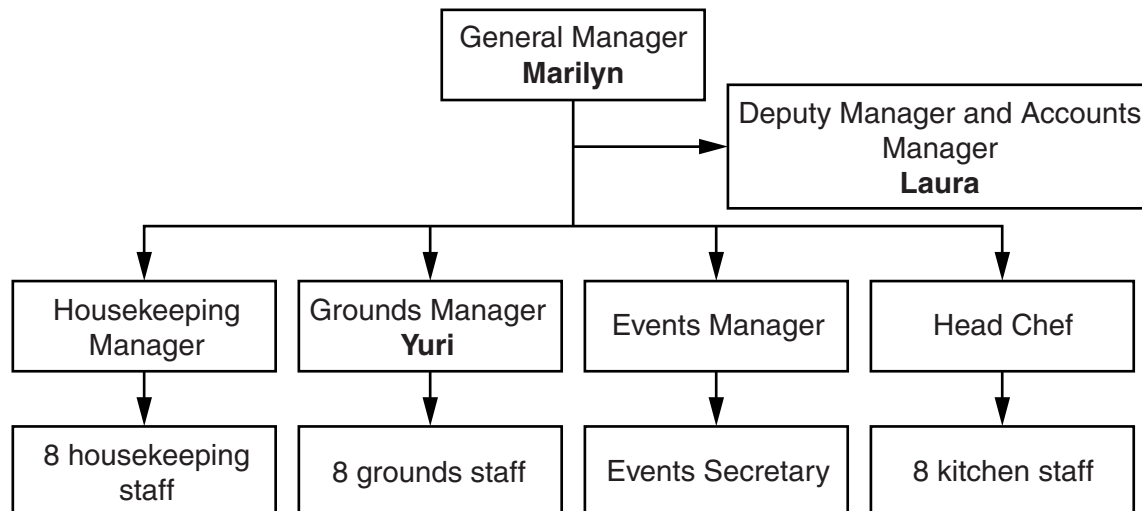 General Manager
Marilyn
Deputy Manager and Accounts
Manager
Laura
Housekeeping
Manager
Grounds Manager
Yuri
Events Manager
Head Chef
8 housekeeping
staff
8 grounds staff
Events Secretary
8 kitchen staff